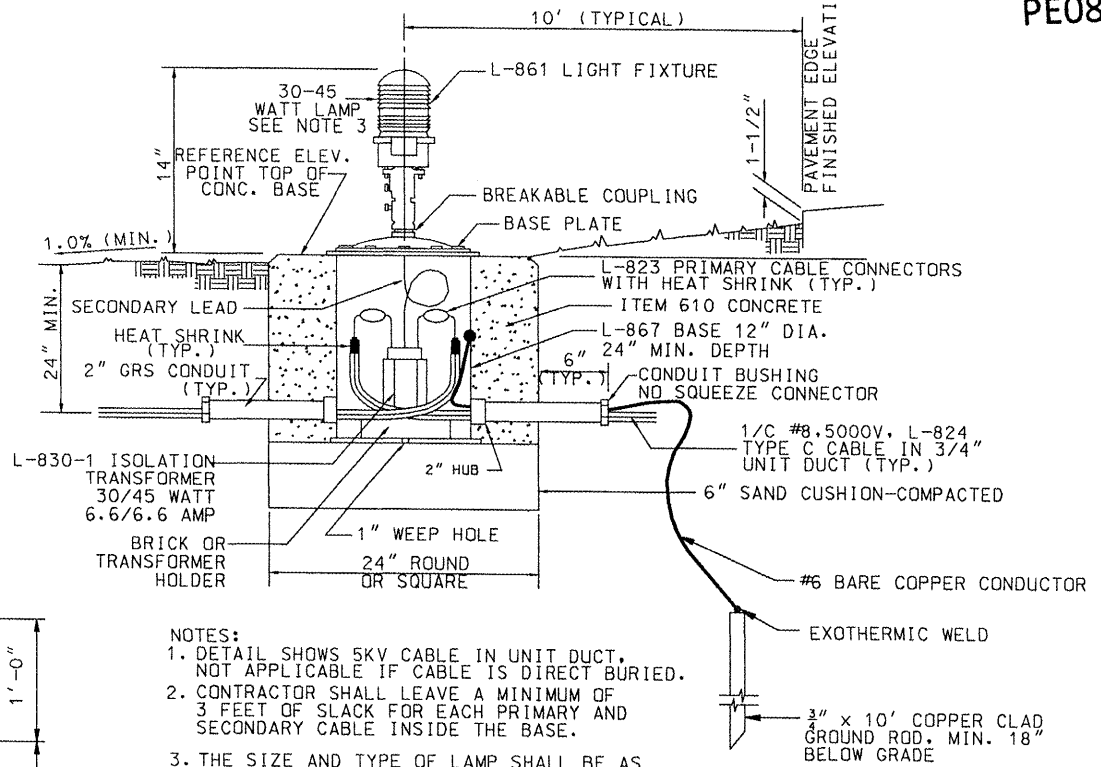 PE08
10' (TYPICAL)
PAVEMENT EDGE
FINISHED ELEVATI
L-861 LIGHT FIXTURE
30-45
WATT LAMP
SEE NOTE 3
14"
1-1/2"
REFERENCE ELEV.
POINT TOP OF
CONC. BASE
BREAKABLE COUPLING
BASE PLATE
1.0% (MIN.)
L-823 PRIMARY CABLE CONNECTORS
WITH HEAT SHRINK (TYP.)
SECONDARY LEAD
ITEM 610 CONCRETE
24" MIN.
HEAT SHRINK
(TYP.)
L-867 BASE 12" DIA.
24" MIN. DEPTH
2" GRS CONDUIT
(TYP.)
6"
(TYP.)
CONDUIT BUSHING
NO SQUEEZE CONNECTOR
1/C #8,5000V, L-824
TYPE C CABLE IN 3/4"
UNIT DUCT (TYP.)
L-830-1 ISOLATION
TRANSFORMER
30/45 WATT
6.6/6.6 AMP
2" HUB
6" SAND CUSHION-COMPACTED
1" WEEP HOLE
BRICK OR
TRANSFORMER
HOLDER
24" ROUND
OR SQUARE
#6 BARE COPPER CONDUCTOR
EXOTHERMIC WELD
1'-0"
NOTES:
1. DETAIL SHOWS 5KV CABLE IN UNIT DUCT,
NOT APPLICABLE IF CABLE IS DIRECT BURIED.
2. CONTRACTOR SHALL LEAVE A MINIMUM OF
3 FEET OF SLACK FOR EACH PRIMARY AND
SECONDARY CABLE INSIDE THE BASE.
3. THE SIZE AND TYPE OF LAMP SHALL BE AS
3/4" x 10' COPPER CLAD
GROUND ROD. MIN. 18"
BELOW GRADE